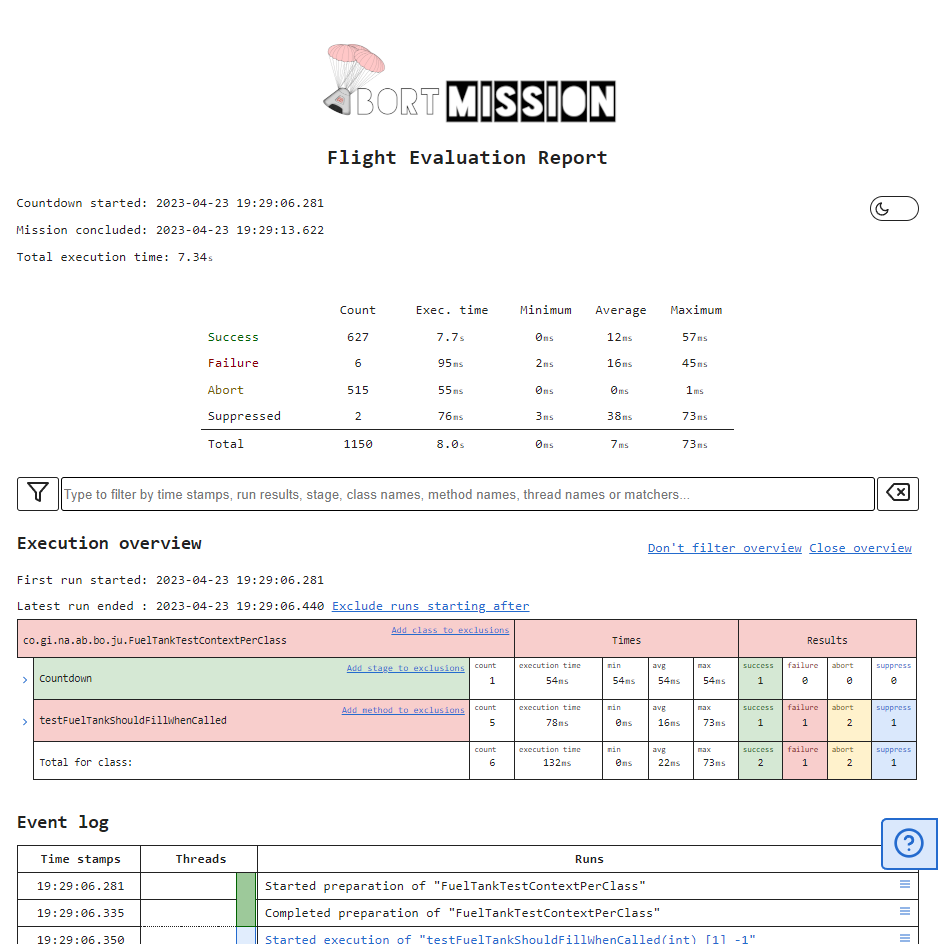 BORT MISSION
Flight Evaluation Report
Countdown started: 2023-04-23 19:29:06.281
Mission concluded: 2023-04-23 19:29:13.622
Total execution time: 7.34s
Count Exec. time Minimum Average Maximum
Success 627 7.7s 0ms 12ms 57ms
Failure 6 95ms 2ms 16ms 45ms
Abort 515 55ms 0ms 0ms 1ms
Suppressed 2 76ms 3ms 38ms 73ms
Total 1150 8.0s 0ms 7ms 73ms
Type to filter by time stamps, run results, stage, class names, method names, thread names or matchers...
Execution overview
Don't filter overview Close overview
First run started: 2023-04-23 19:29:06.281
Latest run ended : 2023-04-23 19:29:06.440 Exclude runs starting after
co.gi.na.ab.bo.ju.FuelTankTestContextPerClass Add class to exclusions Times Results
Countdown Add stage to exclusions count 1 execution time 54ms min 54ms avg 54ms max 54ms success 1 failure 0 abort 0 suppress 0
testFuelTankShouldFillWhenCalled Add method to exclusions count 5 execution time 78ms min 0ms avg 16ms max 73ms success 1 failure 1 abort 2 suppress 1
Total for class: count 6 execution time 132ms min 0ms avg 22ms max 73ms success 2 failure 1 abort 2 suppress 1
Event log
Time stamps Threads Runs
19:29:06.281 Started preparation of "FuelTankTestContextPerClass"
19:29:06.335 Completed preparation of "FuelTankTestContextPerClass"
19:29:06.350 Started execution of "testFuelTankShouldFillWhenCalled(int) [1] -1"